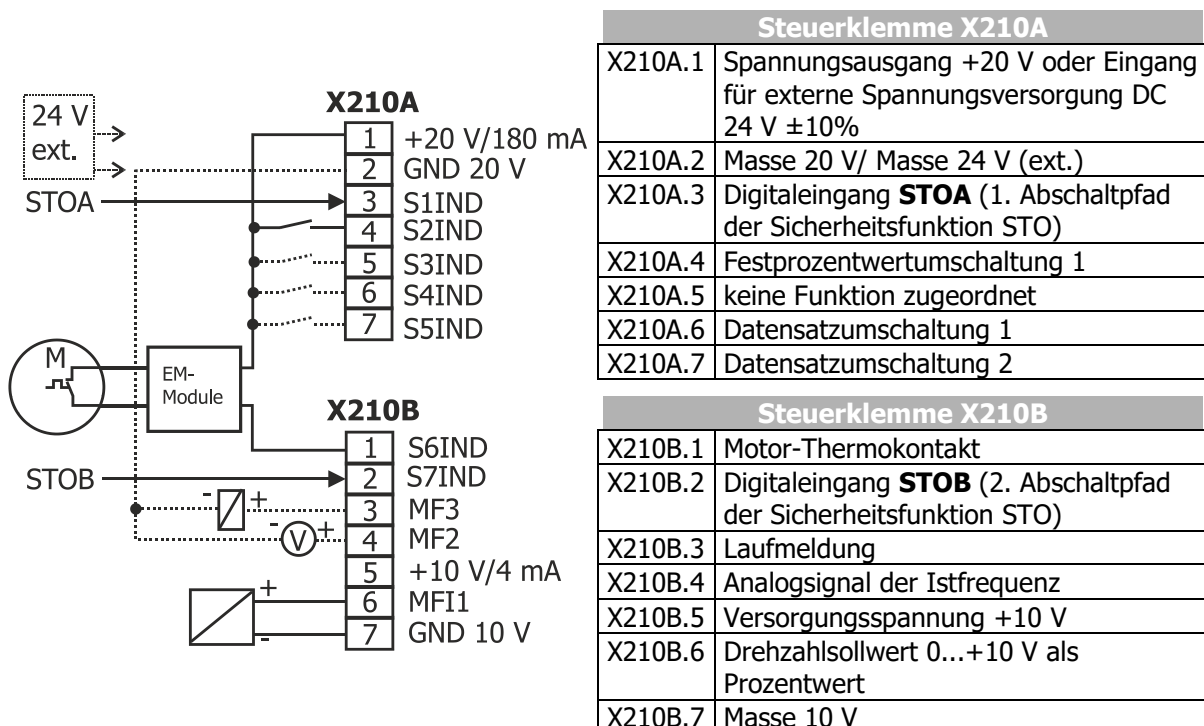 24 V
ext.
STOA
X210A
1 +20 V/180 mA
2 GND 20 V
3 S1IND
4 S2IND
5 S3IND
6 S4IND
7 S5IND
M
EM-
Module
STOB
X210B
1 S6IND
2 S7IND
- + 3 MF3
- V + 4 MF2
5 +10 V/4 mA
+ 6 MFI1
- 7 GND 10 V
Steuerklemme X210A
X210A.1 Spannungsausgang +20 V oder Eingang
für externe Spannungsversorgung DC
24 V ±10%
X210A.2 Masse 20 V/ Masse 24 V (ext.)
X210A.3 Digitaleingang STOA (1. Abschaltpfad
der Sicherheitsfunktion STO)
X210A.4 Festprozentwertumschaltung 1
X210A.5 keine Funktion zugeordnet
X210A.6 Datensatzumschaltung 1
X210A.7 Datensatzumschaltung 2
Steuerklemme X210B
X210B.1 Motor-Thermokontakt
X210B.2 Digitaleingang STOB (2. Abschaltpfad
der Sicherheitsfunktion STO)
X210B.3 Laufmeldung
X210B.4 Analogsignal der Istfrequenz
X210B.5 Versorgungsspannung +10 V
X210B.6 Drehzahlsollwert 0...+10 V als
Prozentwert
X210B.7 Masse 10 V